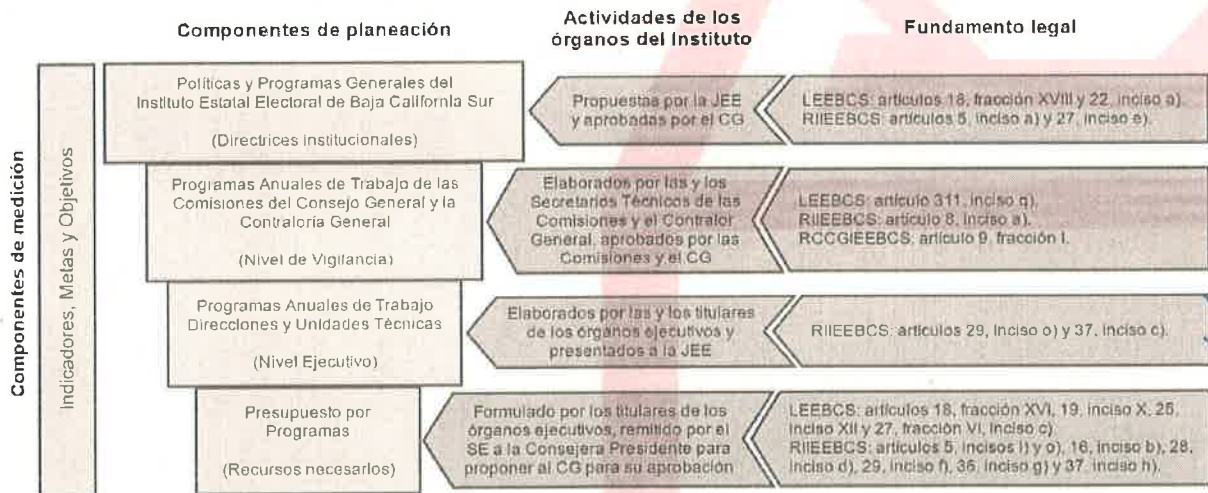 Componentes de planeación
Actividades de los
órganos del Instituto
Fundamento legal
Componentes de medición
Indicadores, Metas y Objetivos
Políticas y Programas Generales del
Instituto Estatal Electoral de Baja California Sur
(Directrices institucionales)
Propuestas por la JEE
y aprobadas por el CG
LEEBCS: artículos 18, fracción XVIII y 22, inciso a).
RIIEEBCS: artículos 5, inciso a) y 27, inciso e).
Programas Anuales de Trabajo de las
Comisiones del Consejo General y la
Contraloría General
(Nivel de Vigilancia)
Elaborados por las y los
Secretarios Técnicos de las
Comisiones y el Contralor
General, aprobados por las
Comisiones y el CG
LEEBCS: artículo 311, inciso q).
RIIEEBCS: artículo 8, inciso a).
RCCGIEEBCS: artículo 9, fracción I.
Programas Anuales de Trabajo
Direcciones y Unidades Técnicas
(Nivel Ejecutivo)
Elaborados por las y los titulares
de los órganos ejecutivos y
presentados a la JEE
RIIEEBCS: artículos 29, inciso o) y 37, inciso c).
Presupuesto por
Programas
(Recursos necesarios)
Formulado por los titulares de los
órganos ejecutivos, remitido por el
SE a la Consejera Presidente para
proponer al CG para su aprobación
LEEBCS: artículos 18, fracción XVI, 19, inciso X, 25,
inciso XII y 27, fracción VI, inciso c).
RIIEEBCS: artículos 5, incisos l) y o), 16, inciso b), 28,
inciso d), 29, inciso f), 36, inciso g) y 37, inciso h).